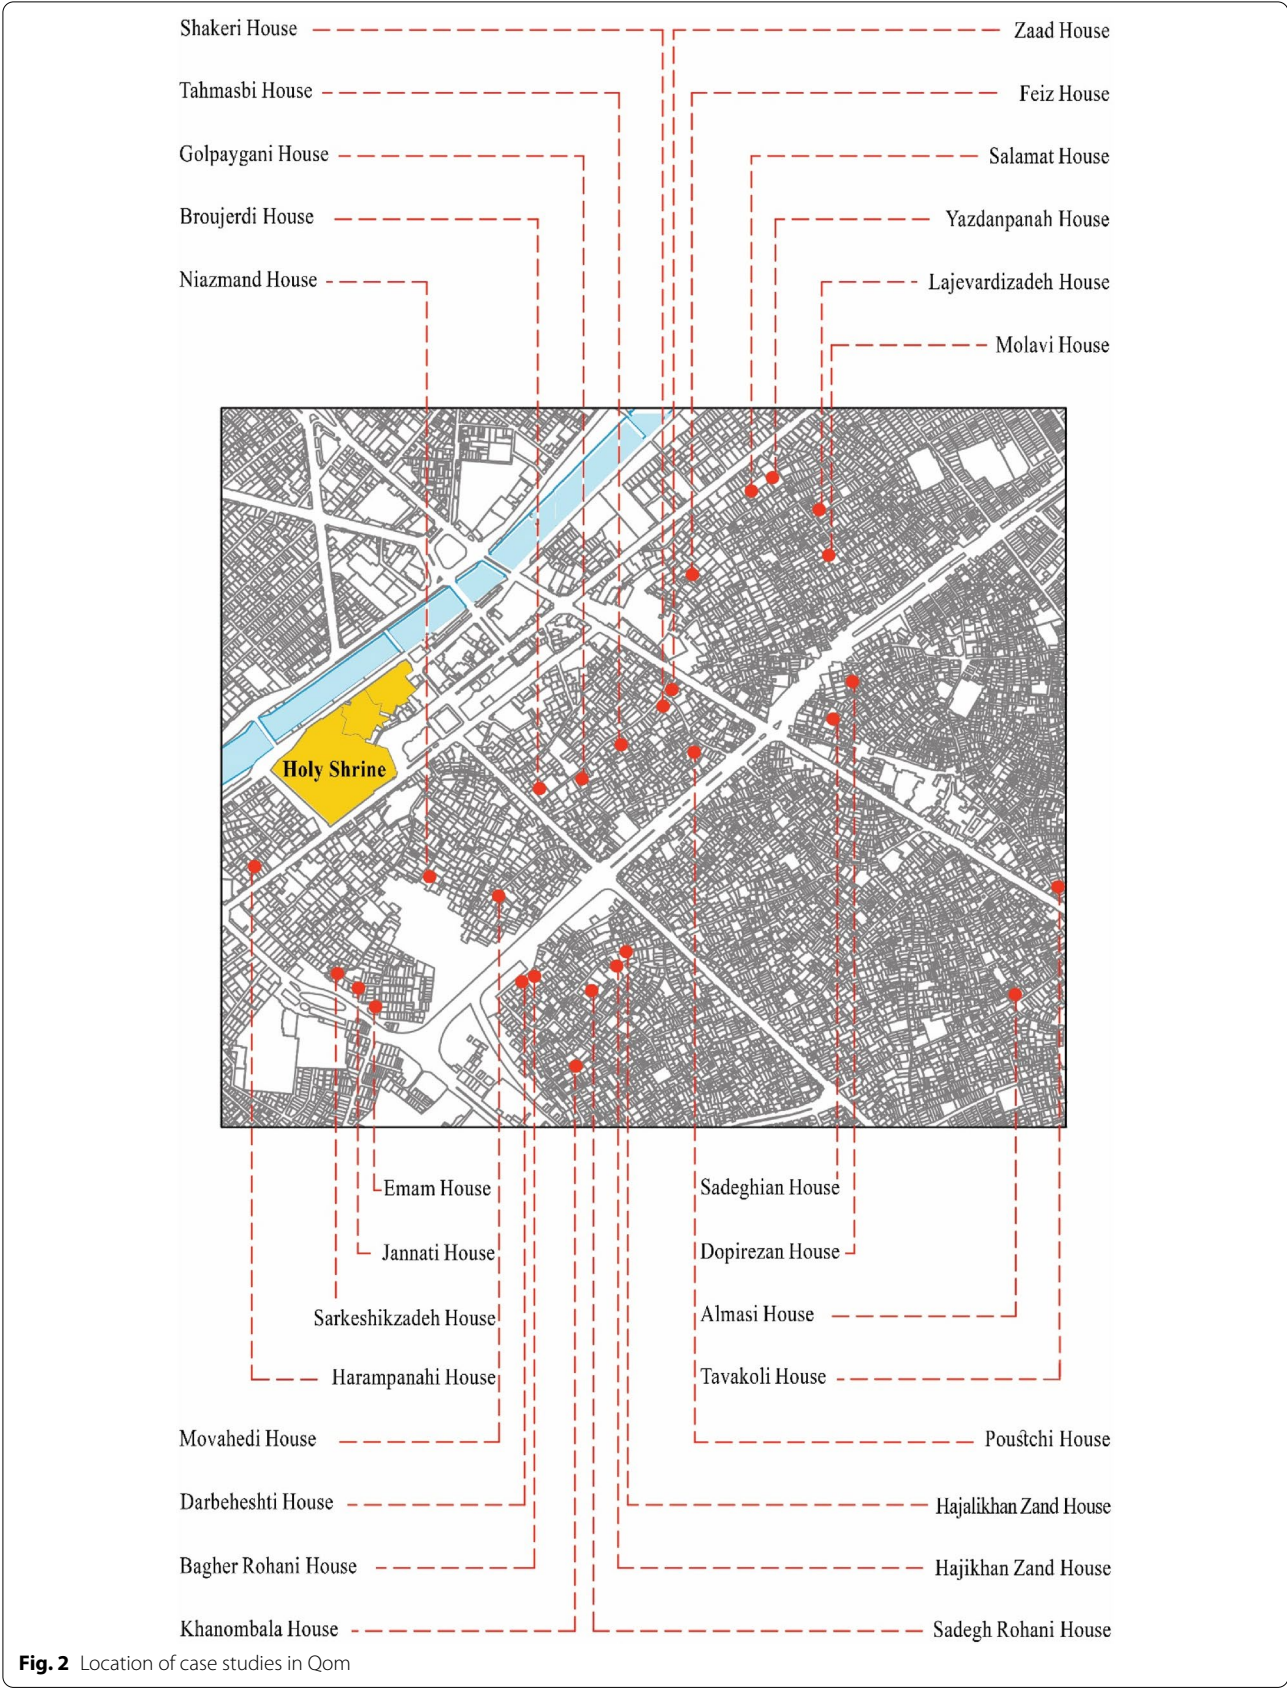 Shakeri House
Zaad House
Tahmasbi House
Feiz House
Golpaygani House
Salamat House
Broujerdi House
Yazdanpanah House
Niazmand House
Lajevardizadeh House
Molavi House
Holy Shrine
Emam House
Sadeghian House
Jannati House
Dopirezan House
Sarkeshikzadeh House
Almasi House
Harampanahi House
Tavakoli House
Movahedi House
Poustchi House
Darbeheshti House
Hajalikhan Zand House
Bagher Rohani House
Hajikhan Zand House
Khanombala House
Sadegh Rohani House
Fig. 2 Location of case studies in Qom